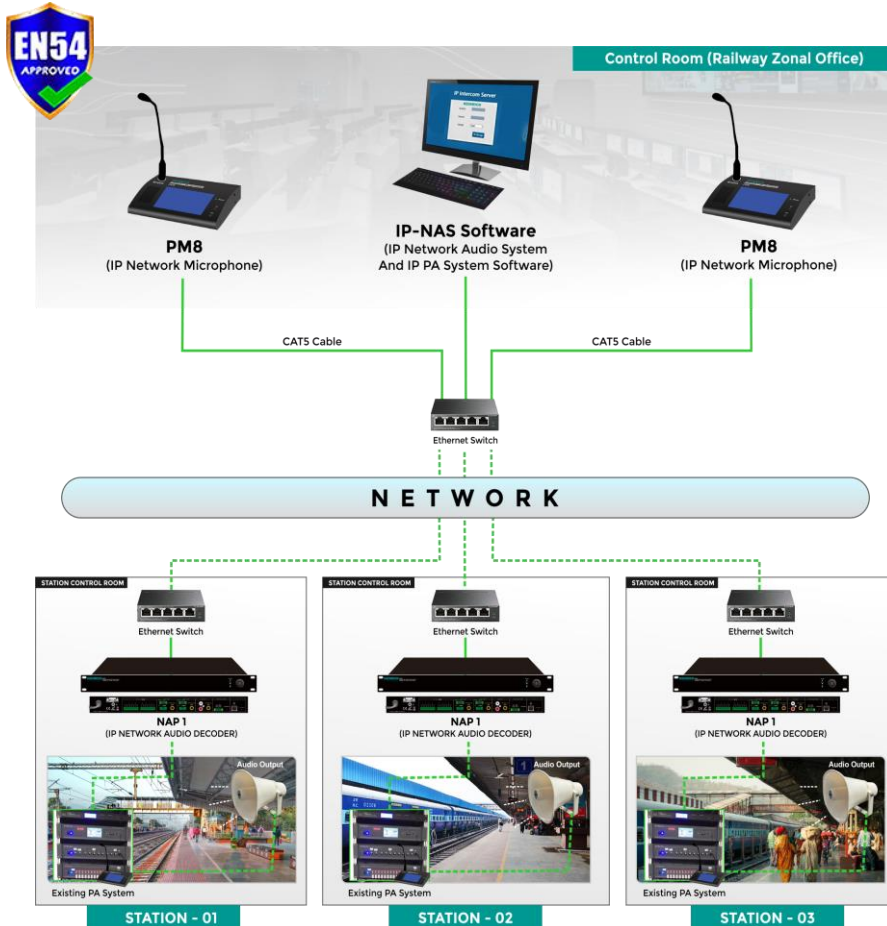 EN54
APPROVED
Control Room (Railway Zonal Office)
IP Intercom Server
PM8
(IP Network Microphone)
IP-NAS Software
(IP Network Audio System
And IP PA System Software)
PM8
(IP Network Microphone)
CAT5 Cable
CAT5 Cable
Ethernet Switch
NETWORK
STATION CONTROL ROOM
Ethernet Switch
NAP 1
(IP NETWORK AUDIO DECODER)
Audio Output
Existing PA System
STATION - 01
STATION CONTROL ROOM
Ethernet Switch
NAP 1
(IP NETWORK AUDIO DECODER)
1
Audio Output
Existing PA System
STATION - 02
STATION CONTROL ROOM
Ethernet Switch
NAP 1
(IP NETWORK AUDIO DECODER)
Audio Output
Existing PA System
STATION - 03